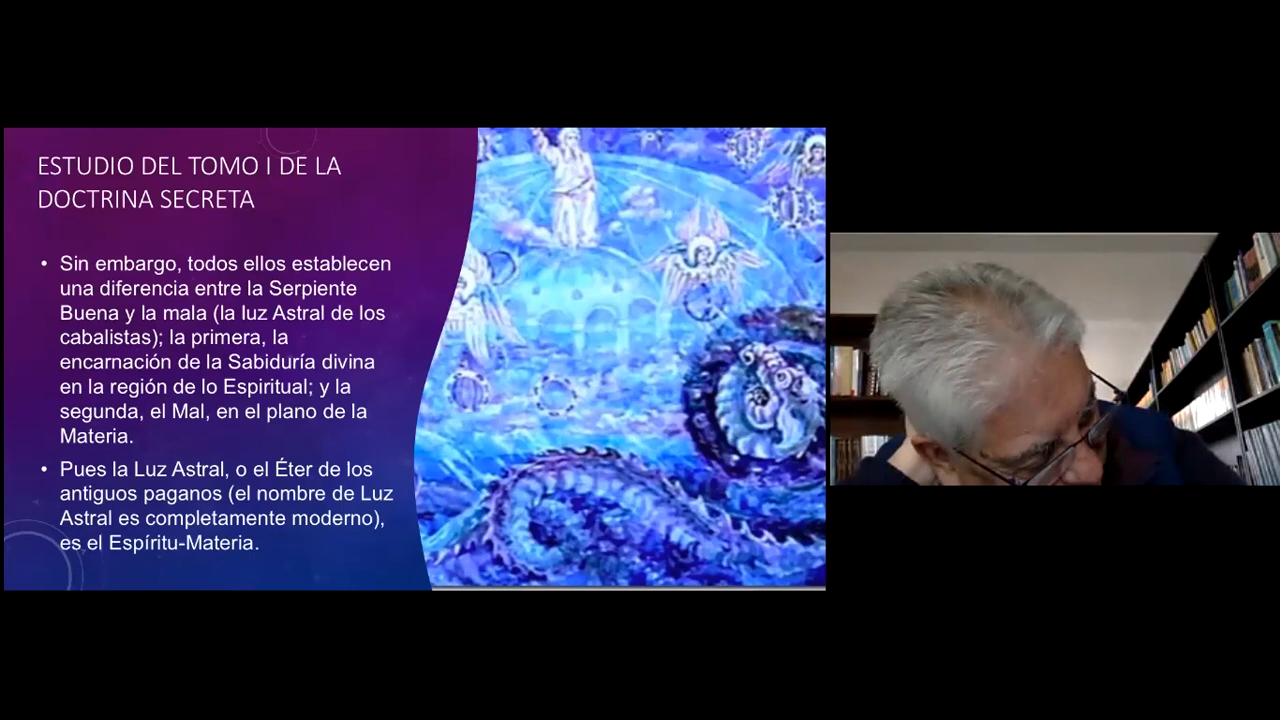 ESTUDIO DEL TOMO I DE LA
DOCTRINA SECRETA
• Sin embargo, todos ellos establecen
una diferencia entre la Serpiente
Buena y la mala (la luz Astral de los
cabalistas); la primera, la
encarnación de la Sabiduría divina
en la región de lo Espiritual; y la
segunda, el Mal, en el plano de la
Materia.
• Pues la Luz Astral, o el Éter de los
antiguos paganos (el nombre de Luz
Astral es completamente moderno),
es el Espíritu-Materia.